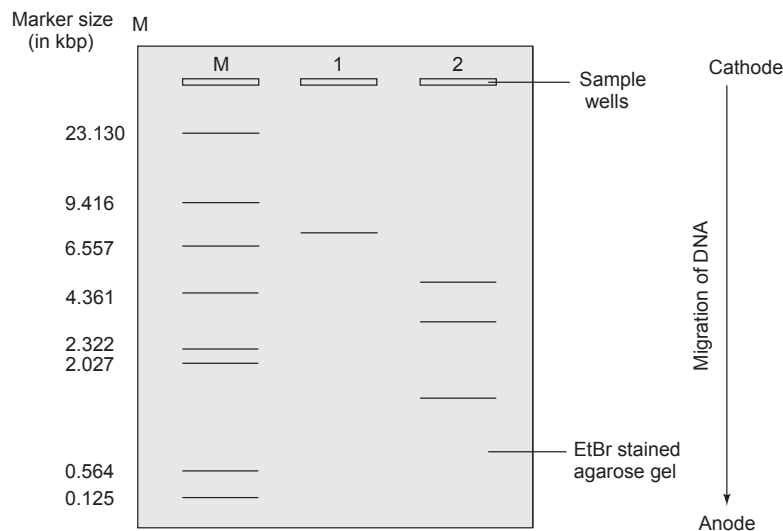 Marker size
(in kbp)
M
M
1
2
Sample
wells
Cathode
23.130
9.416
6.557
4.361
2.322
2.027
0.564
0.125
Migration of DNA
EtBr stained
agarose gel
Anode